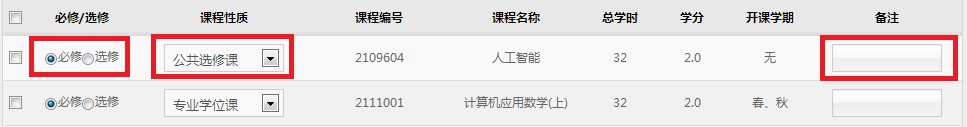 必修/选修 课程性质 课程编号 课程名称 总学时 学分 开课学期 备注
必修 选修 公共选修课 2109604 人工智能 32 2.0 无
必修 选修 专业学位课 2111001 计算机应用数学(上) 32 2.0 春、秋